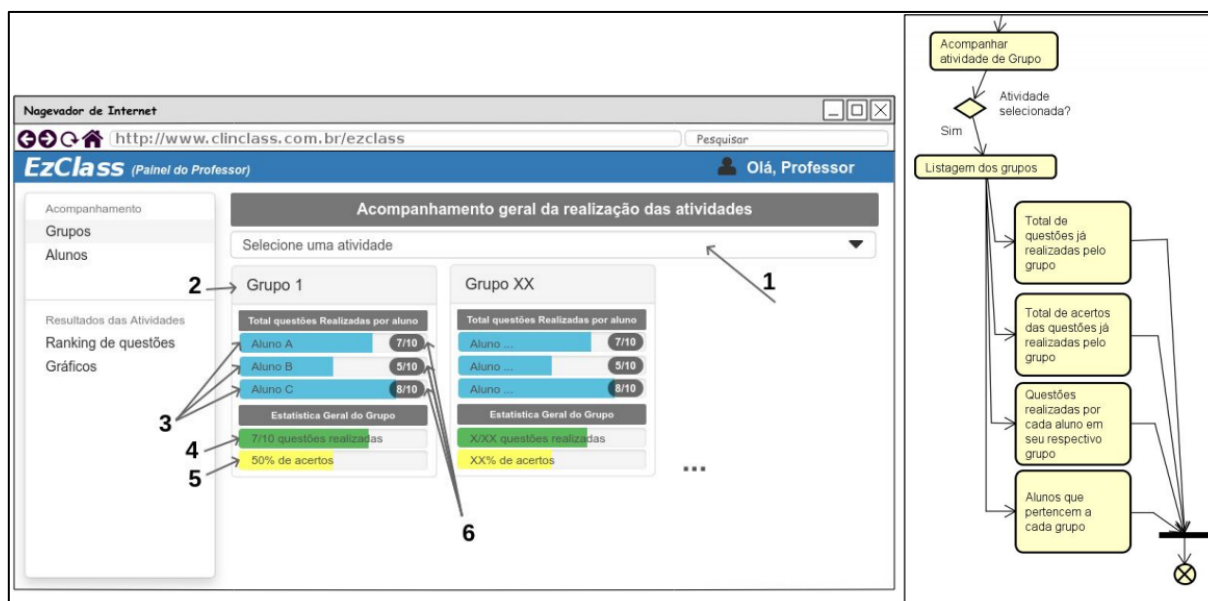 Nagevador de Internet
http://www.clinclass.com.br/ezclass
Pesquisar
EzClass (Painel do Professor)
Olá, Professor
Acompanhamento
Grupos
Alunos
Resultados das Atividades
Ranking de questões
Gráficos
Acompanhamento geral da realização das atividades
Selecione uma atividade
1
2
Grupo 1
Total questões Realizadas por aluno
Aluno A 7/10
Aluno B 5/10
Aluno C 8/10
3
Estatistica Geral do Grupo
4
7/10 questões realizadas
5
50% de acertos
6
Grupo XX
Total questões Realizadas por aluno
Aluno ... 7/10
Aluno ... 5/10
Aluno ... 8/10
Estatistica Geral do Grupo
X/XX questões realizadas
XX% de acertos
...
Acompanhar
atividade de Grupo
Atividade
selecionada?
Sim
Listagem dos grupos
Total de
questões já
realizadas pelo
grupo
Total de acertos
das questões já
realizadas pelo
grupo
Questões
realizadas por
cada aluno em
seu respectivo
grupo
Alunos que
pertencem a
cada grupo